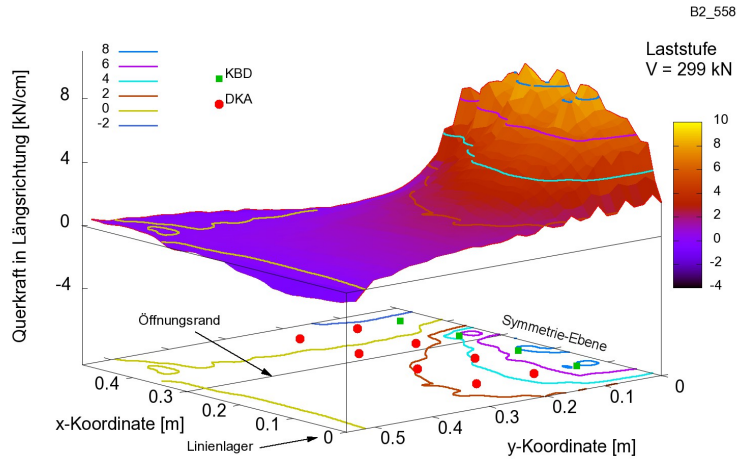 B2_558
8
6
4
2
0
-2
KBD
DKA
Laststufe
V = 299 kN
Querkraft in Längsrichtung [kN/cm]
8
4
0
-4
10
8
6
4
2
0
-2
-4
Öffnungsrand
Symmetrie-Ebene
0.4
0.3
0.2
0.1
0
x-Koordinate [m]
Linienlager
0.5
0.4
0.3
0.2
0.1
0
y-Koordinate [m]